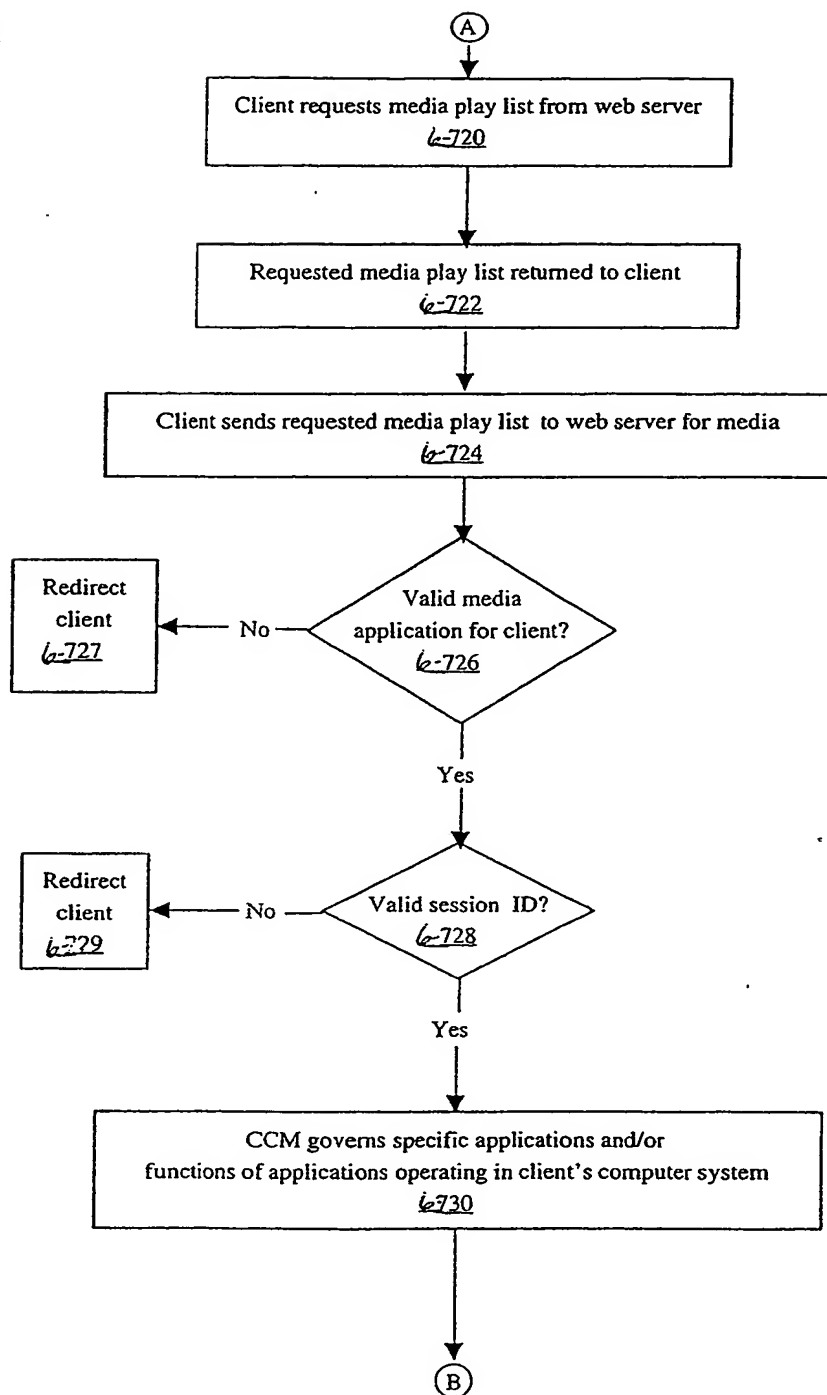 A
Client requests media play list from web server
6-720
Requested media play list returned to client
6-722
Client sends requested media play list to web server for media
6-724
Redirect
client
6-727
No
Valid media
application for client?
6-726
Yes
Redirect
client
6-729
No
Valid session ID?
6-728
Yes
CCM governs specific applications and/or
functions of applications operating in client's computer system
6-730
B